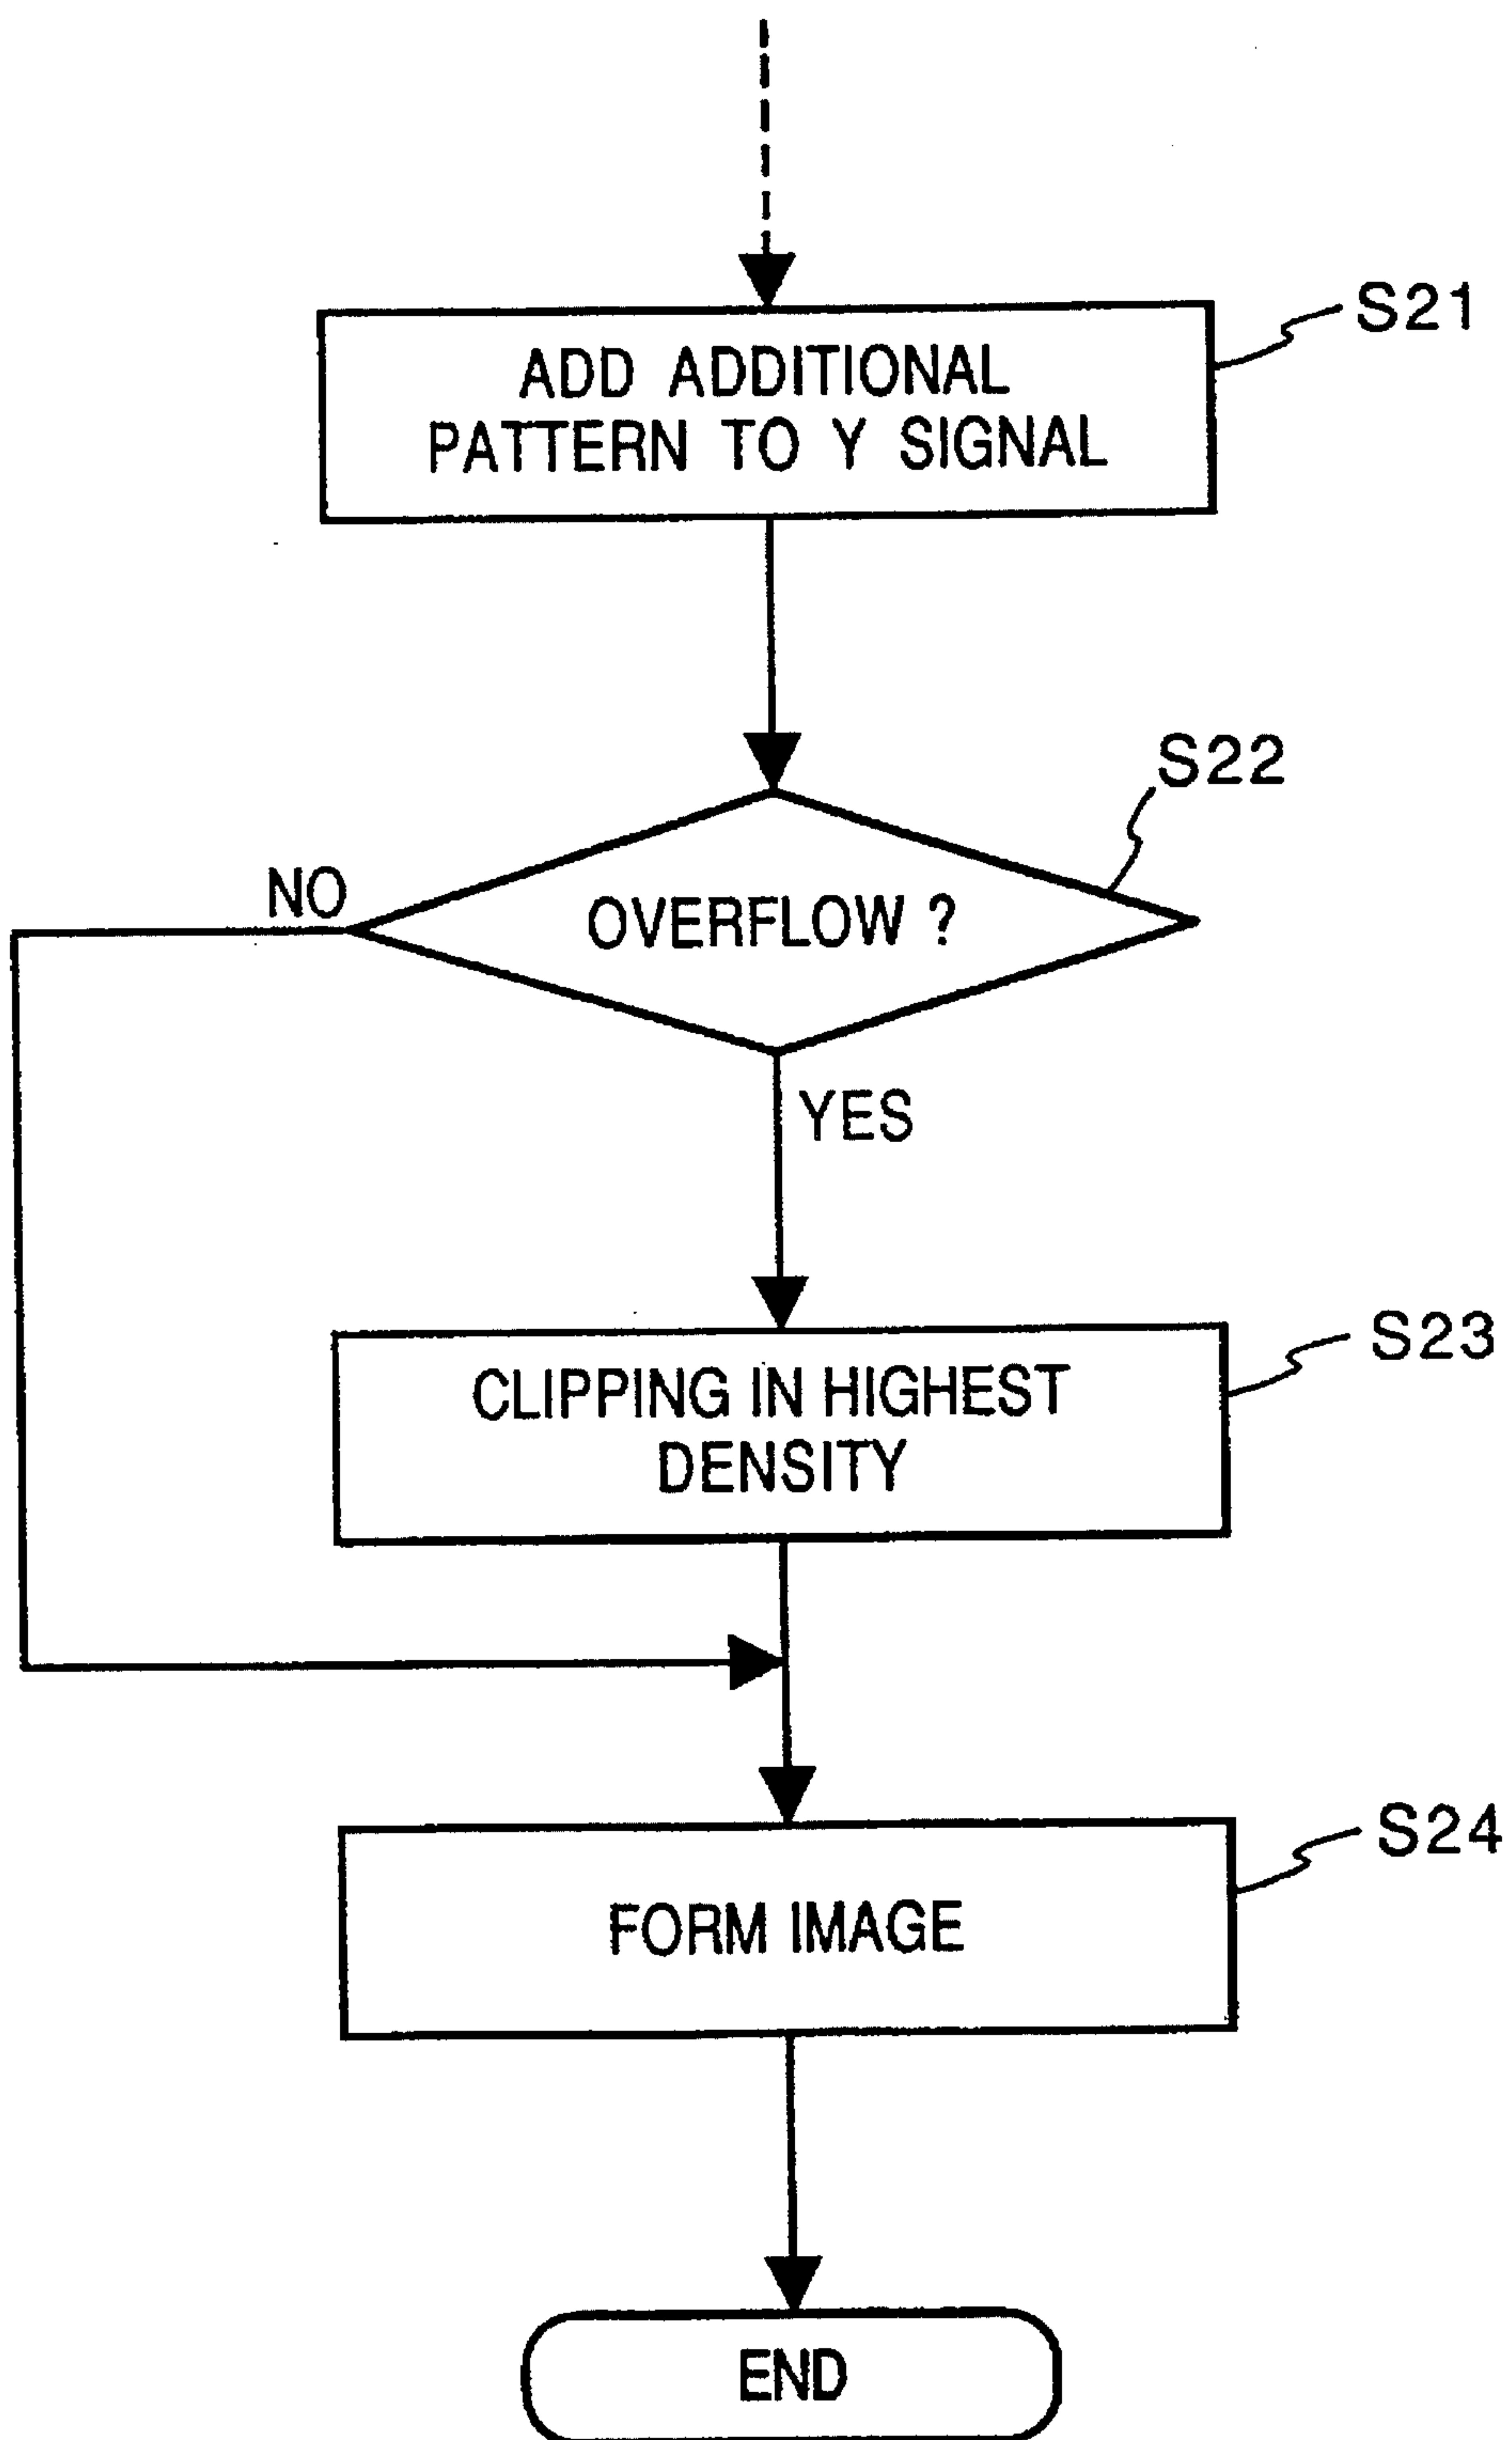 S21
ADD ADDITIONAL
PATTERN TO Y SIGNAL
S22
NO
OVERFLOW ?
YES
S23
CLIPPING IN HIGHEST
DENSITY
S24
FORM IMAGE
END